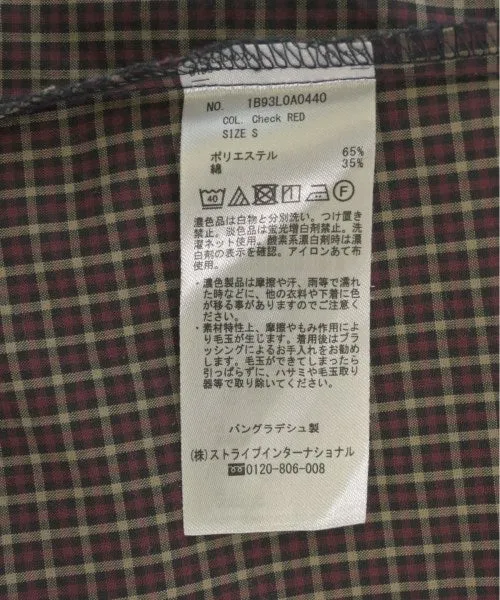 NO. 1B93L0A0440
COL. Check RED
SIZE S
ポリエステル 65%
綿 35%
40 F
濃色品は白物と分別洗い。つけ置き
禁止。淡色品は蛍光増白剤禁止。洗
濯ネット使用。酸素系漂白剤時は漂
白剤の表示を確認。アイロンあて布
使用。
・濃色製品は摩擦や汗、雨等で濡れ
た時などに、他の衣料や下着に色
が移る事がありますのでご注意く
ださい。
・素材特性上、摩擦やもみ作用によ
り毛玉が生じます。着用後はブラ
ッシングによるお手入れをお勧め
します。毛玉ができてしまったら
引っぱらずに、ハサミや毛玉取り
器等で取り除いてください。
バングラデシュ製
(株)ストライプインターナショナル
0120-806-008